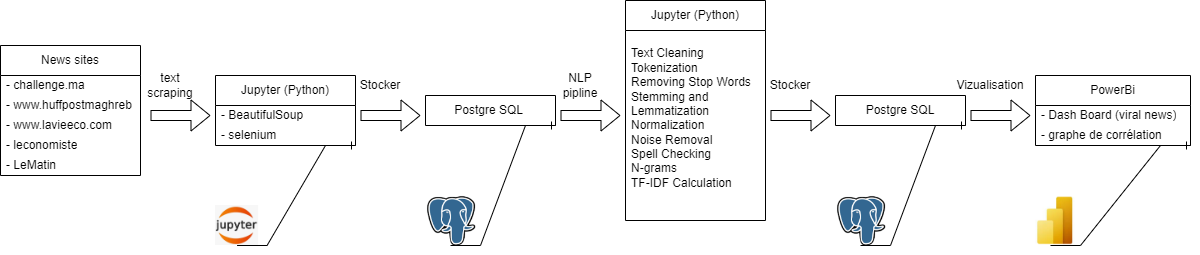 News sites
- challenge.ma
- www.huffpostmaghreb
- www.lavieeco.com
- leconomiste
- LeMatin
text
scraping
Jupyter (Python)
- BeautifulSoup
- selenium
jupyter
Stocker
Postgre SQL
NLP
pipline
Jupyter (Python)
Text Cleaning
Tokenization
Removing Stop Words
Stemming and
Lemmatization
Normalization
Noise Removal
Spell Checking
N-grams
TF-IDF Calculation
Stocker
Postgre SQL
Vizualisation
PowerBi
- Dash Board (viral news)
- graphe de corrélation